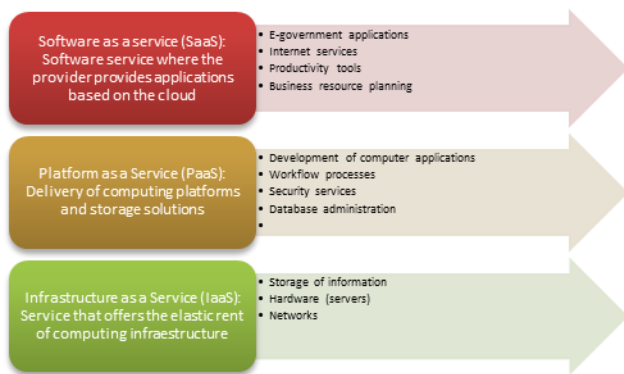 Software as a service (SaaS):
Software service where the
provider provides applications
based on the cloud
▪ E-government applications
▪ Internet services
▪ Productivity tools
▪ Business resource planning
Platform as a Service (PaaS):
Delivery of computing platforms
and storage solutions
▪ Development of computer applications
▪ Workflow processes
▪ Security services
▪ Database administration
▪
Infraestructure as a Service (IaaS):
Service that offers the elastic rent
of computing infraestructure
▪ Storage of information
▪ Hardware (servers)
▪ Networks